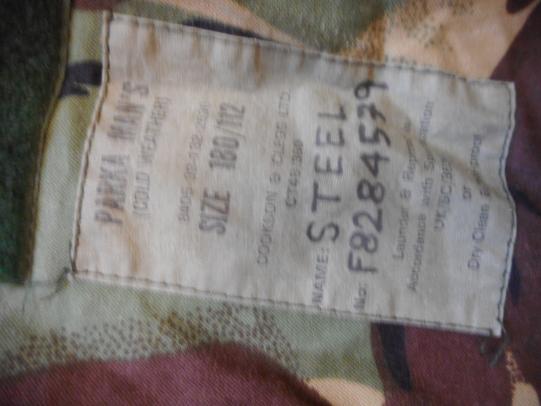 PARKA MAN'S
(COLD WEATHER)
SIZE 180/112
COOKSON & CLEGG LTD.
NAME: STEEL
No: F8284579
Launder & Repair in
Accordance with Specification
Dry Clean